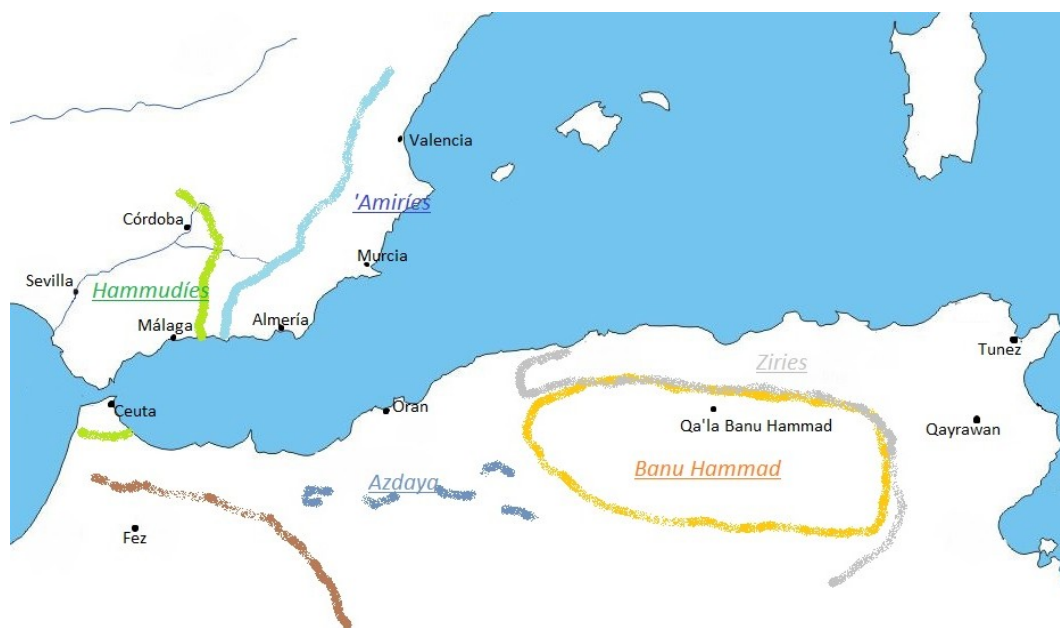 Valencia
'Amiríes
Córdoba
Murcia
Sevilla
Hammudíes
Málaga
Almería
Tunez
Ziries
Ceuta
Oran
Qa'la Banu Hammad
Qayrawan
Banu Hammad
Azdaya
Fez